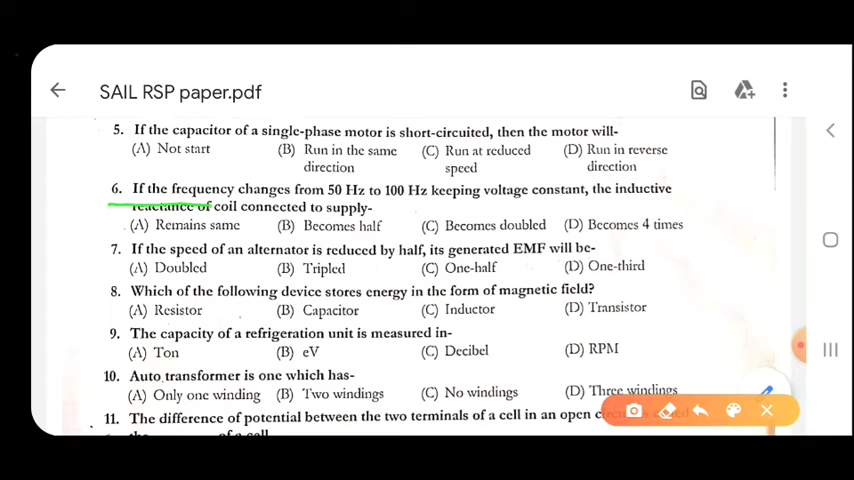 SAIL RSP paper.pdf
5. If the capacitor of a single-phase motor is short-circuited, then the motor will-
(A) Not start (B) Run in the same direction (C) Run at reduced speed (D) Run in reverse direction
6. If the frequency changes from 50 Hz to 100 Hz keeping voltage constant, the inductive
reactance of coil connected to supply-
(A) Remains same (B) Becomes half (C) Becomes doubled (D) Becomes 4 times
7. If the speed of an alternator is reduced by half, its generated EMF will be-
(A) Doubled (B) Tripled (C) One-half (D) One-third
8. Which of the following device stores energy in the form of magnetic field?
(A) Resistor (B) Capacitor (C) Inductor (D) Transistor
9. The capacity of a refrigeration unit is measured in-
(A) Ton (B) eV (C) Decibel (D) RPM
10. Auto transformer is one which has-
(A) Only one winding (B) Two windings (C) No windings (D) Three windings
11. The difference of potential between the two terminals of a cell in an open
of a cell